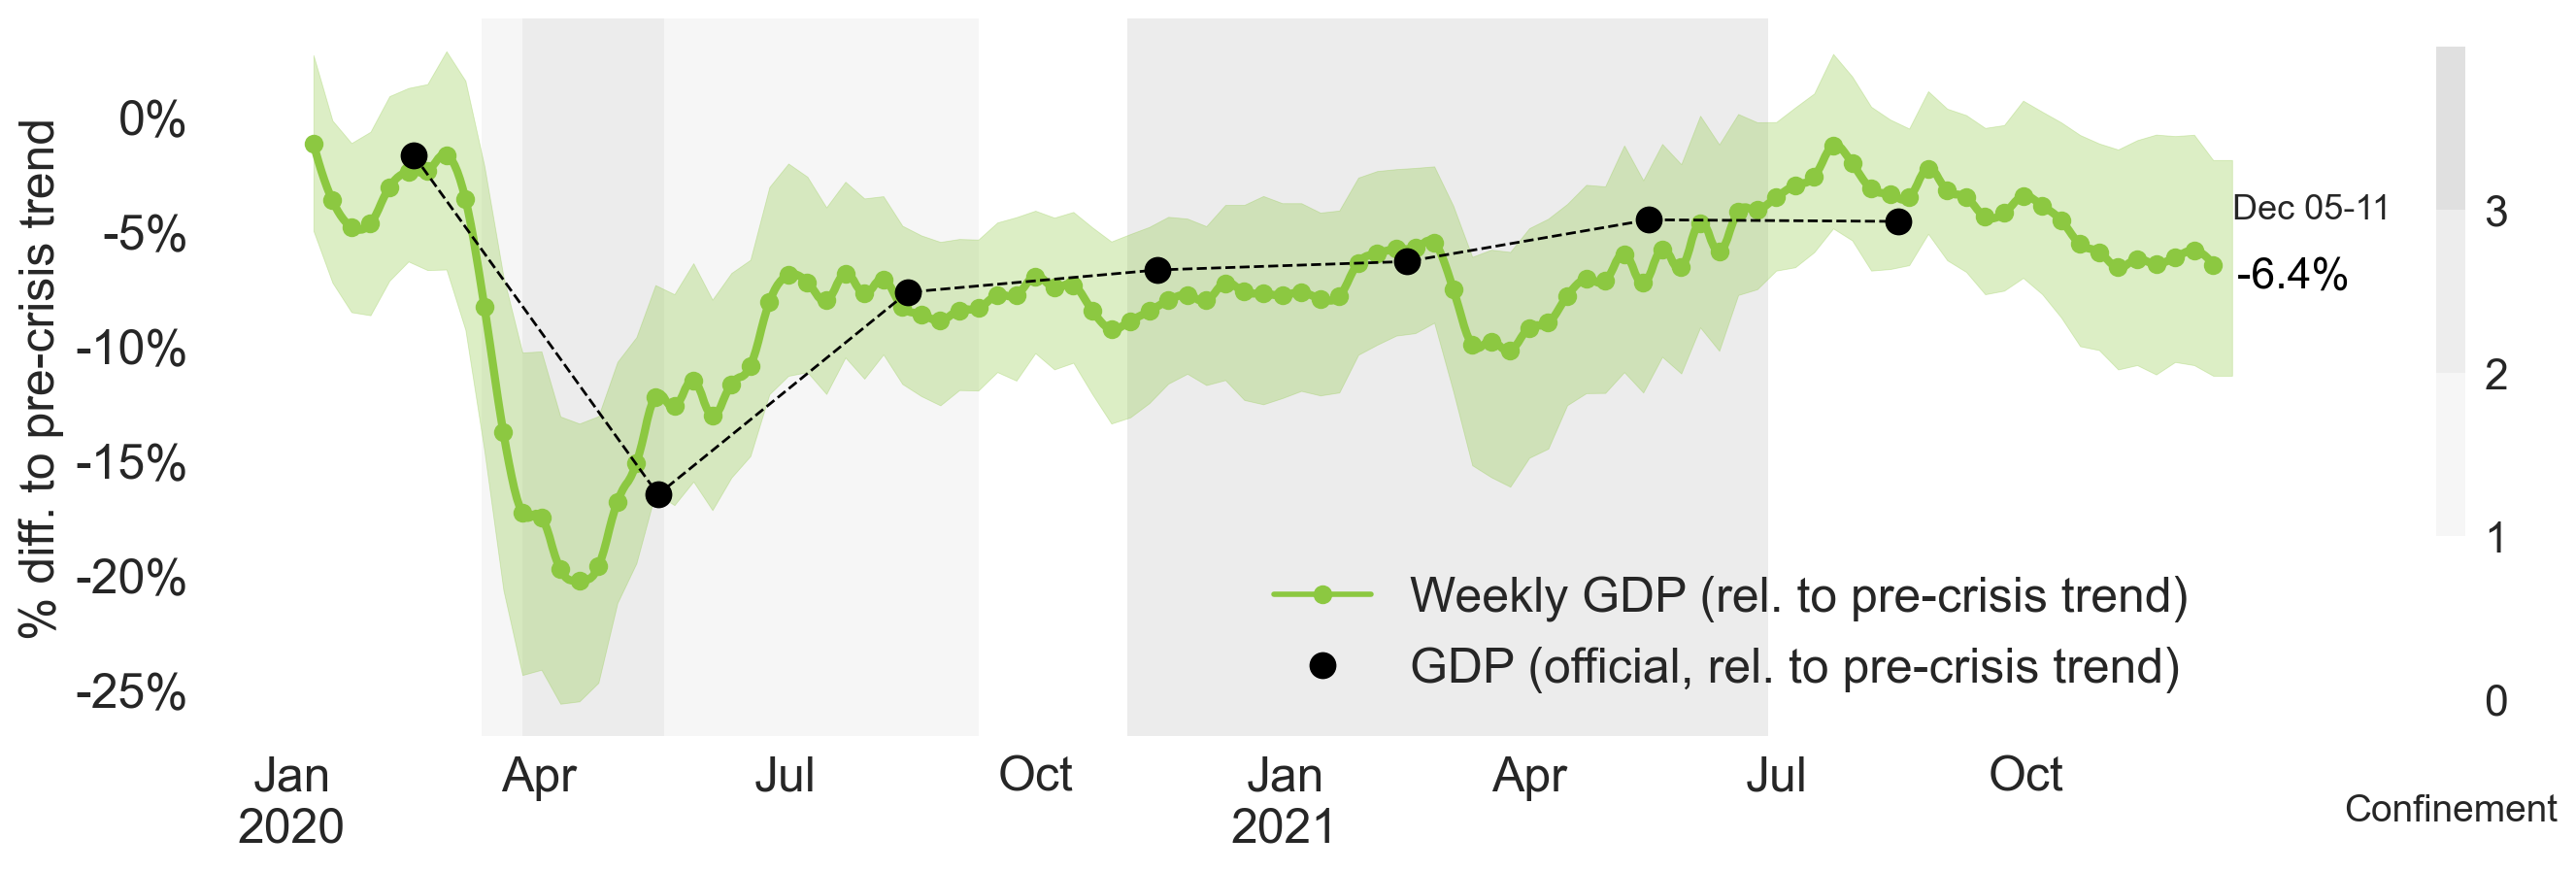 % diff. to pre-crisis trend
0%
-5%
-10%
-15%
-20%
-25%
Jan
2020
Apr
Jul
Oct
Jan
2021
Apr
Jul
Oct
Weekly GDP (rel. to pre-crisis trend)
GDP (official, rel. to pre-crisis trend)
Dec 05-11
-6.4%
3
2
1
0
Confinement